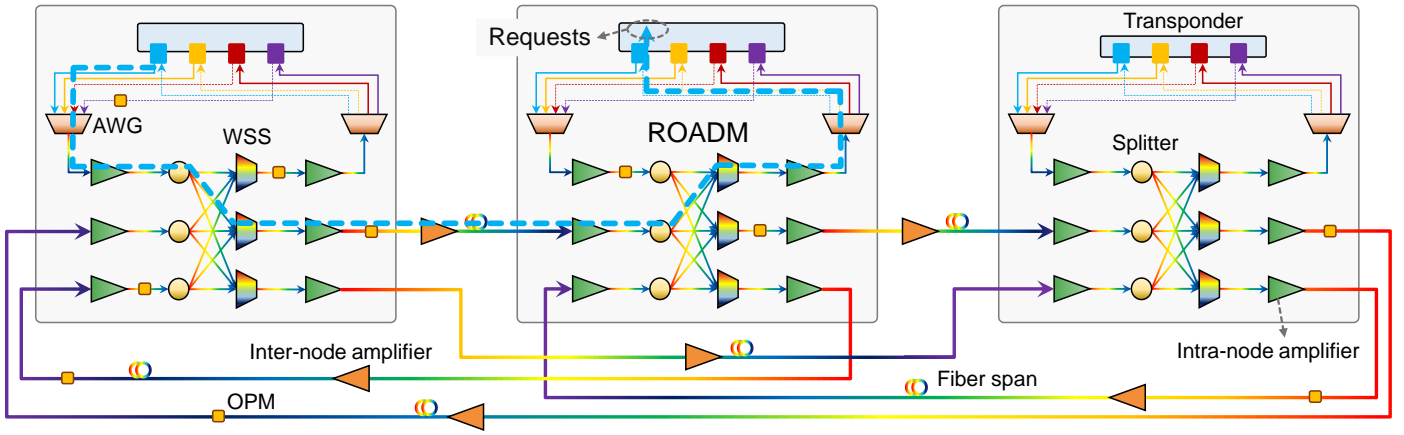 Requests
Transponder
AWG
WSS
ROADM
Splitter
Inter-node amplifier
Intra-node amplifier
Fiber span
OPM